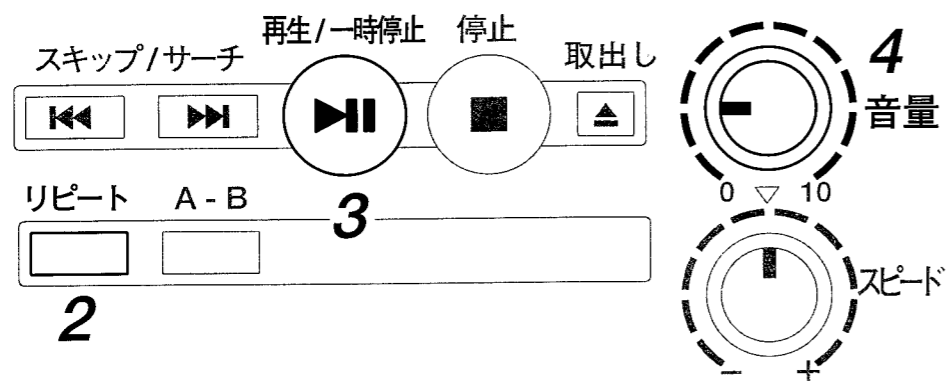 再生/一時停止 停止
スキップ/サーチ 取出し
4
音量
0 ▽ 10
リピート A - B
3
2
スピード
− +